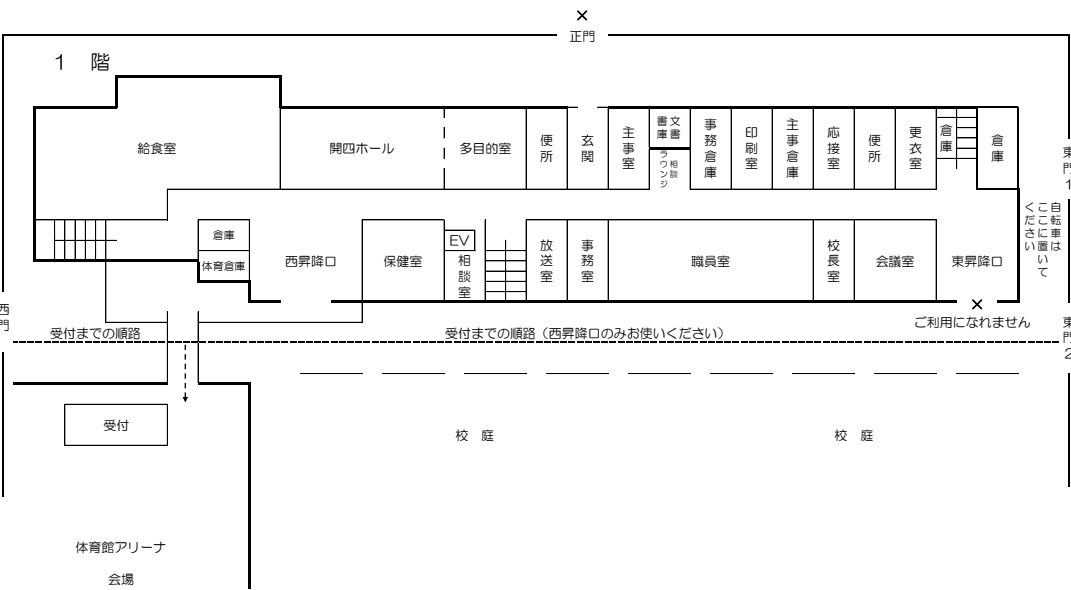 ×
正門
1 階
給食室
開四ホール
多目的室
便所
玄関
主事室
文書
書庫
相談
ラウンジ
事務倉庫
印刷室
主事倉庫
応接室
便所
更衣室
倉庫
倉庫
東門1
自転車は
ここに置いて
ください
倉庫
体育倉庫
西昇降口
保健室
EV
相談室
放送室
事務室
職員室
校長室
会議室
東昇降口
×
ご利用になれません
西門
受付までの順路
受付までの順路(西昇降口のみお使いください)
東門2
受付
校 庭
校 庭
体育館アリーナ
会場